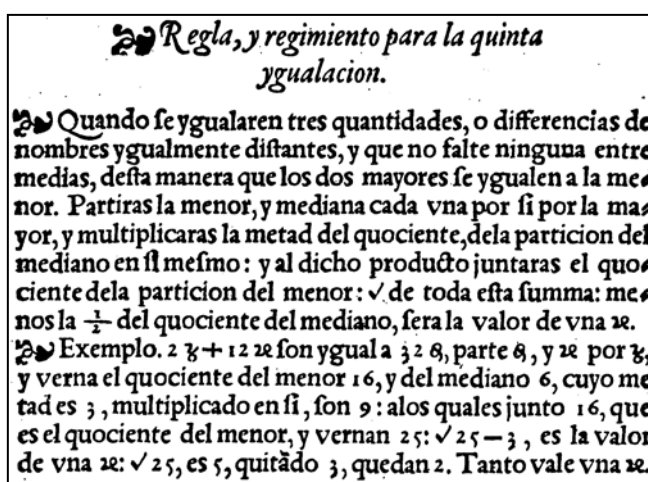 Regla, y regimiento para la quinta
ygualacion.
Quando ſe ygualaren tres quantidades, o differencias de
nombres ygualmente diſtantes, y que no falte ninguna entre
medias, deſta manera que los dos mayores ſe ygualen a la me-
nor. Partiras la menor, y mediana cada vna por ſi por la ma-
yor, y multiplicaras la metad del quociente, dela particion del
mediano en ſi meſmo: y al dicho producto juntaras el quo-
ciente dela particion del menor: √ de toda eſta ſumma: me-
nos la 1/2 del quociente del mediano, ſera la valor de vna
Exemplo. 2 + 12 ſon ygual a 32 parte y por
y verna el quociente del menor 16, y del mediano 6, cuyo me
tad es 3, multiplicado en ſi, ſon 9: alos quales junto 16, que
es el quociente del menor, y vernan 25: √ 25 — 3, es la valor
de vna √ 25, es 5, quitãdo 3, quedan 2. Tanto vale vna